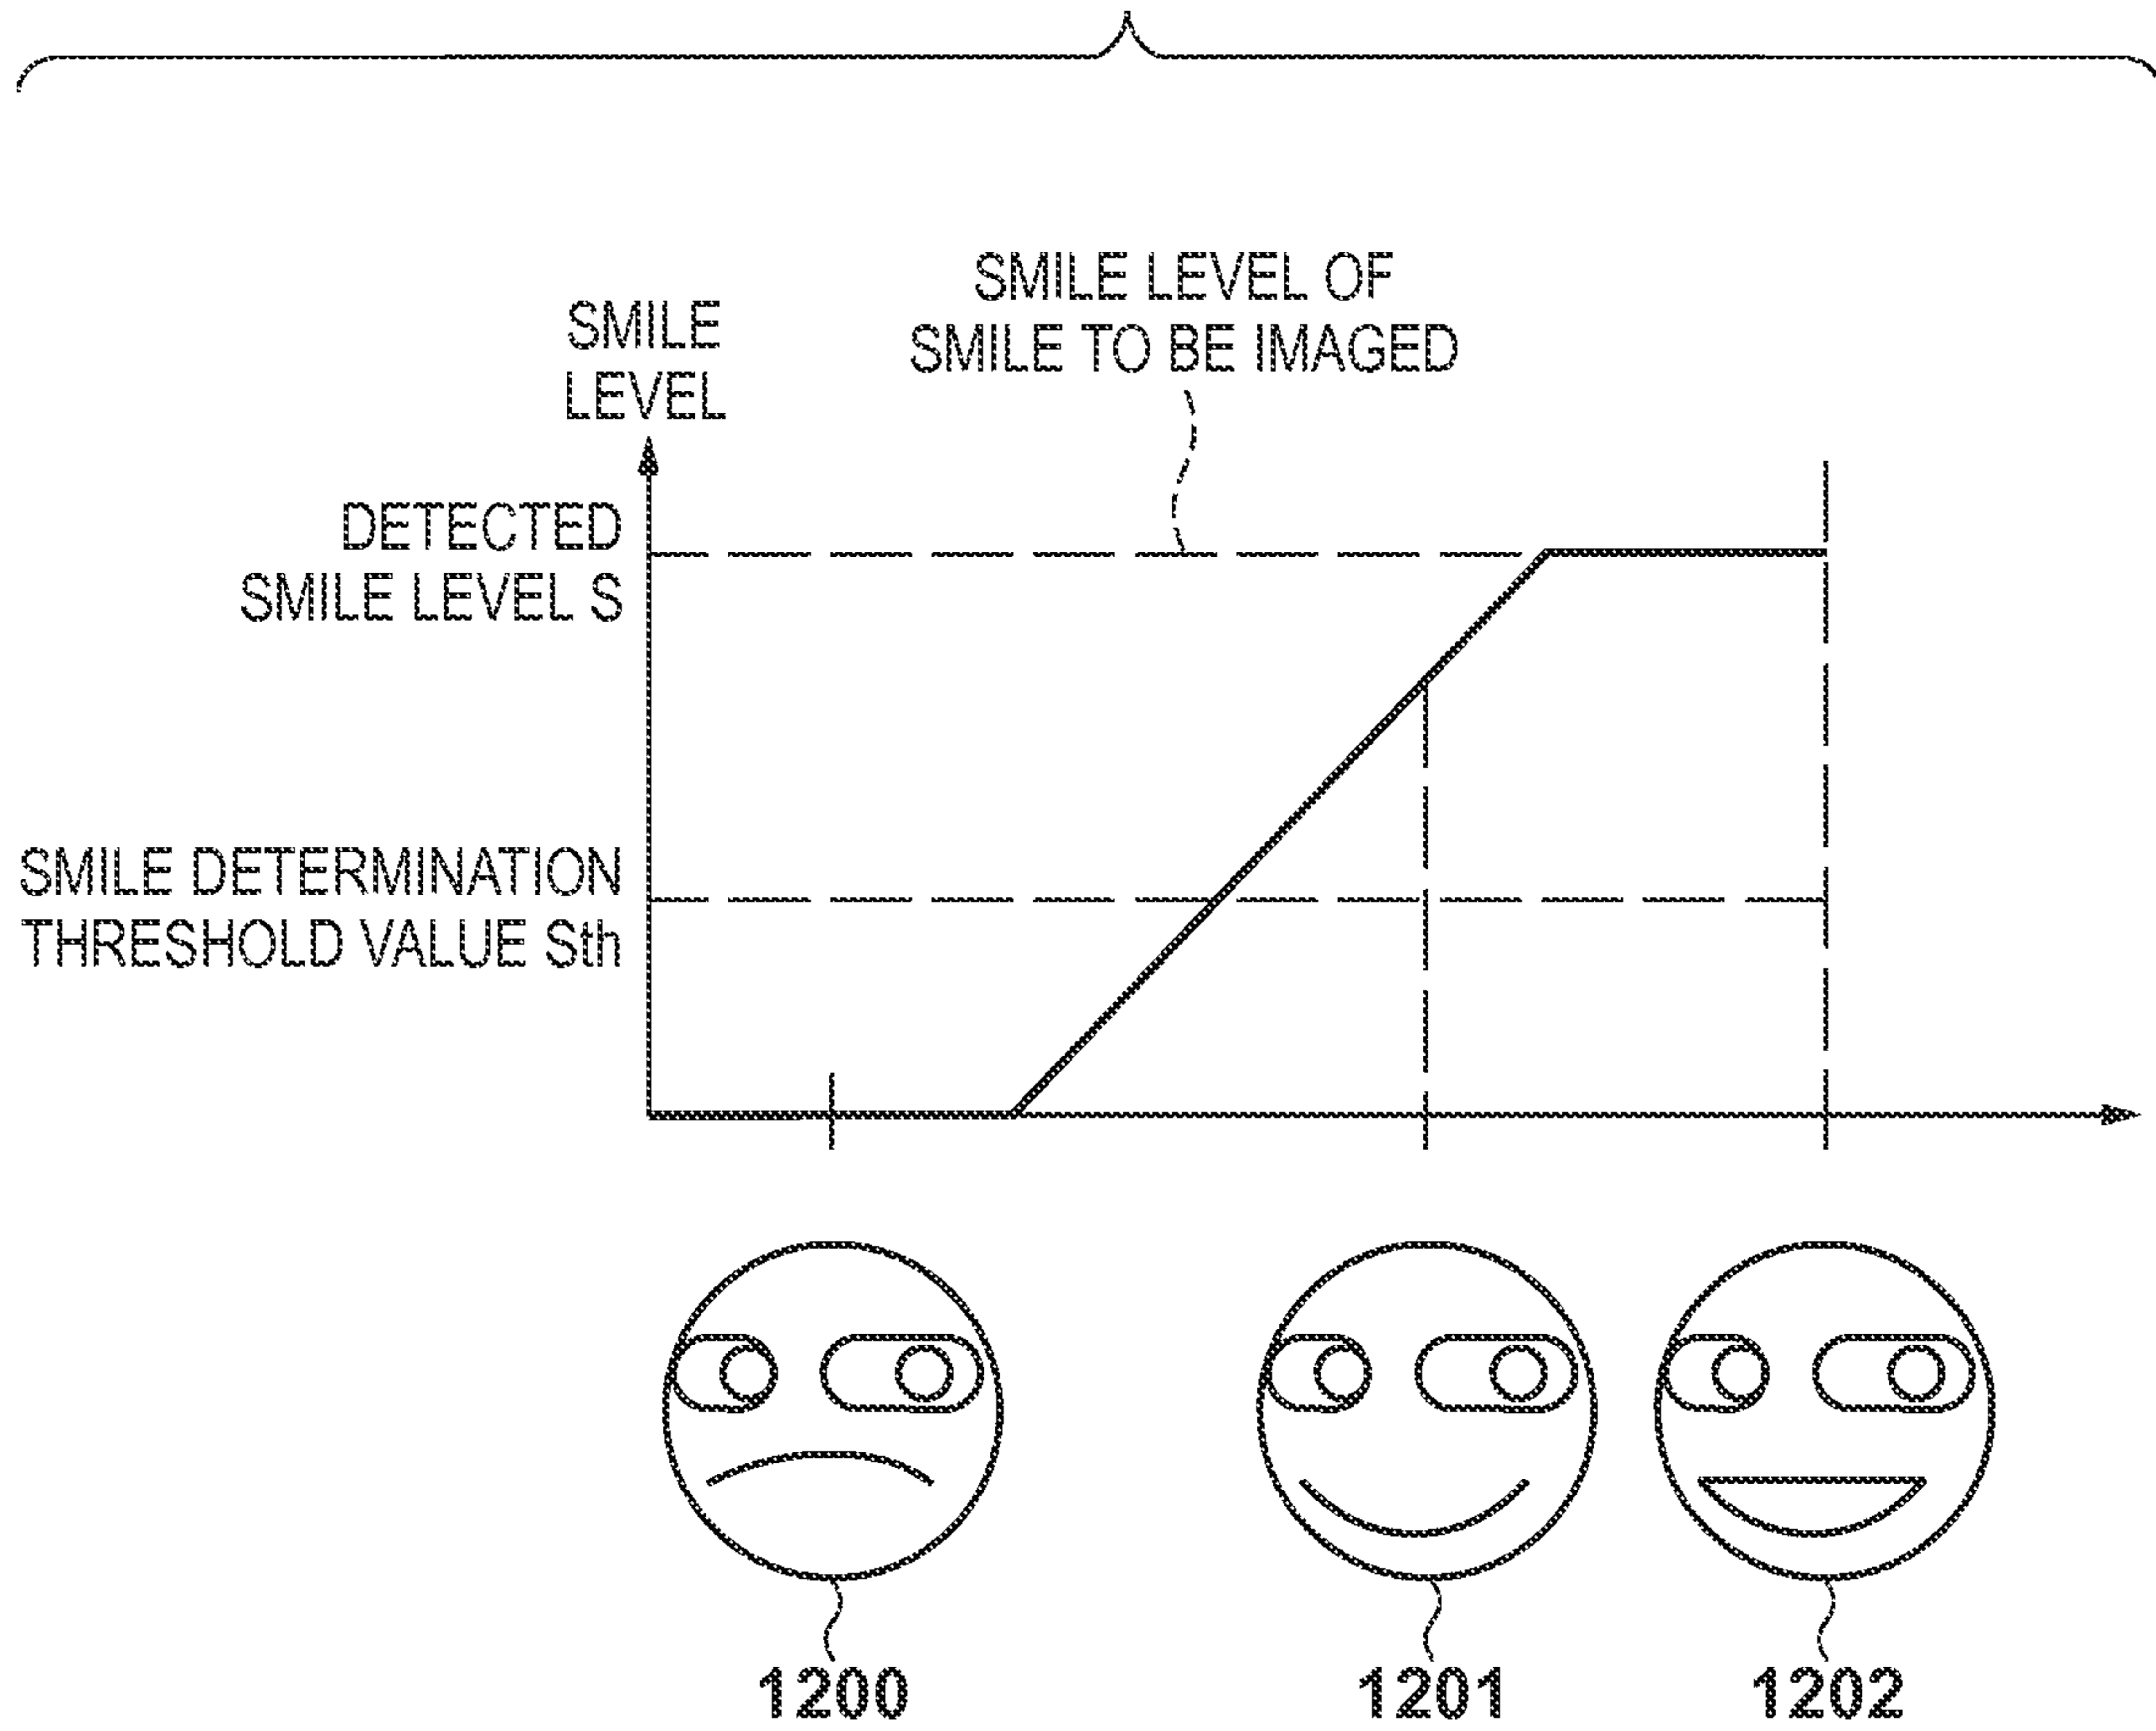 SMILE LEVEL OF
SMILE TO BE IMAGED
SMILE
LEVEL
DETECTED
SMILE LEVEL S
SMILE DETERMINATION
THRESHOLD VALUE Sth
1200
1201
1202